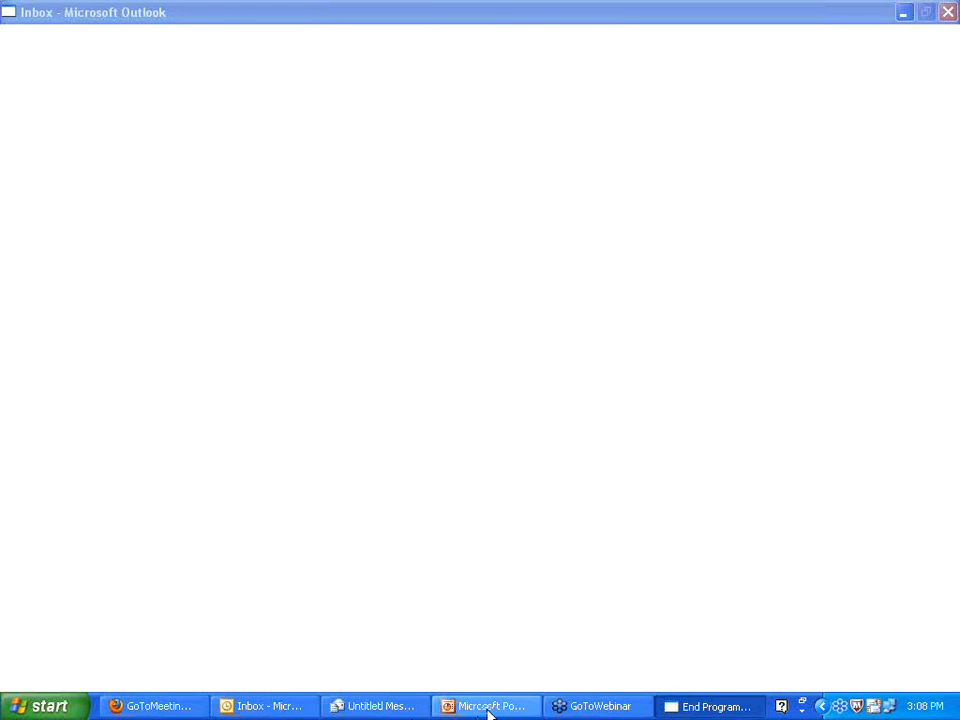 Inbox - Microsoft Outlook
start
GoToMeetin...
Inbox - Micr...
Untitled Mes...
Microsoft Po...
GoToWebinar
End Program...
3:08 PM